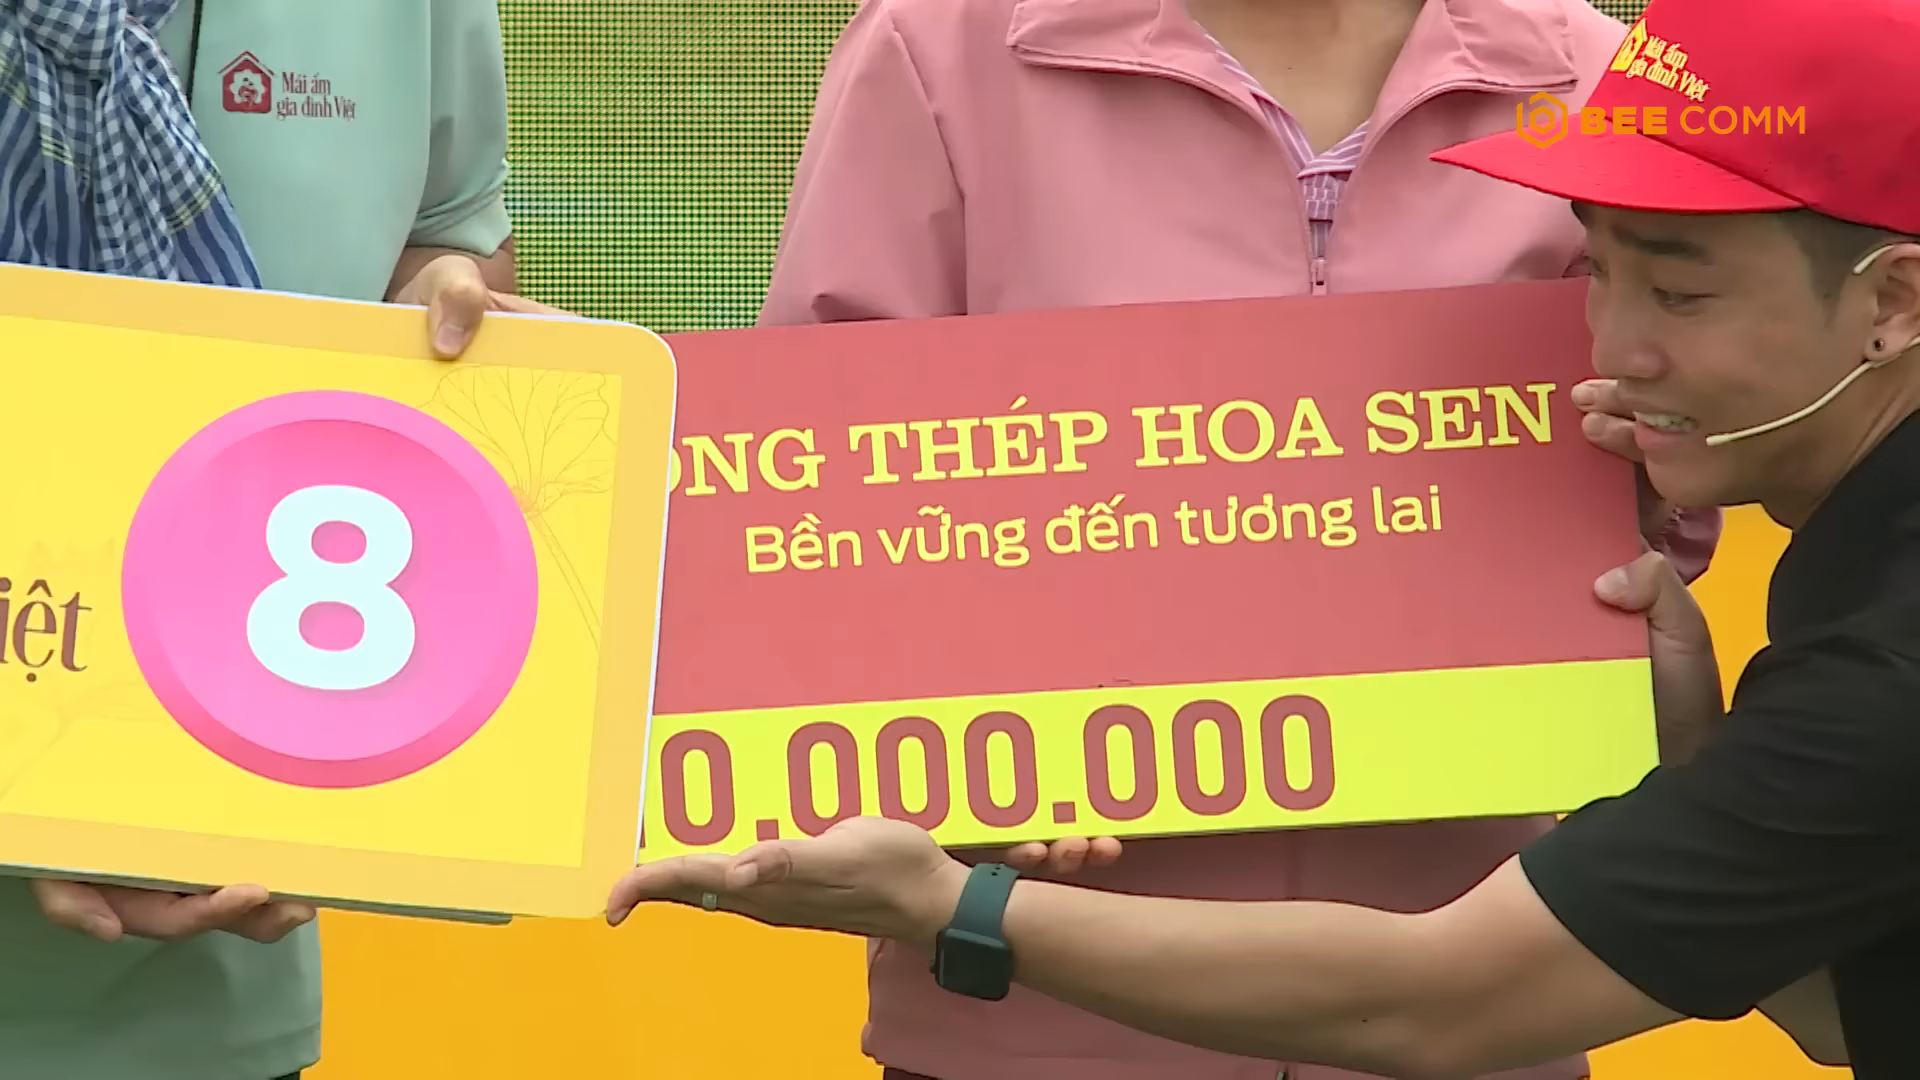 Mái ấm
gia đình Việt
Mái ấm
gia đình Việt
BEE COMM
ỐNG THÉP HOA SEN
Bền vững đến tương lai
iệt
8
10.000.000